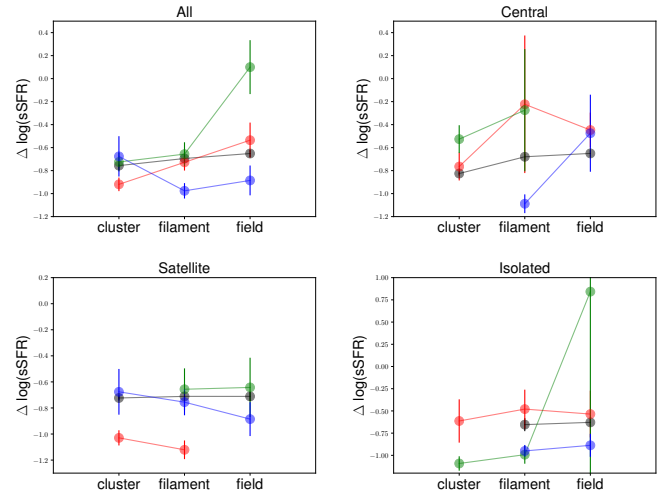 All
Central
Δ log(sSFR)
0.4
0.2
0.0
−0.2
−0.4
−0.6
−0.8
−1.0
−1.2
cluster
filament
field
Δ log(sSFR)
0.4
0.2
0.0
−0.2
−0.4
−0.6
−0.8
−1.0
−1.2
cluster
filament
field
Satellite
Isolated
Δ log(sSFR)
0.2
0.0
−0.2
−0.4
−0.6
−0.8
−1.0
−1.2
cluster
filament
field
Δ log(sSFR)
1.00
0.75
0.50
0.25
0.00
−0.25
−0.50
−0.75
−1.00
cluster
filament
field